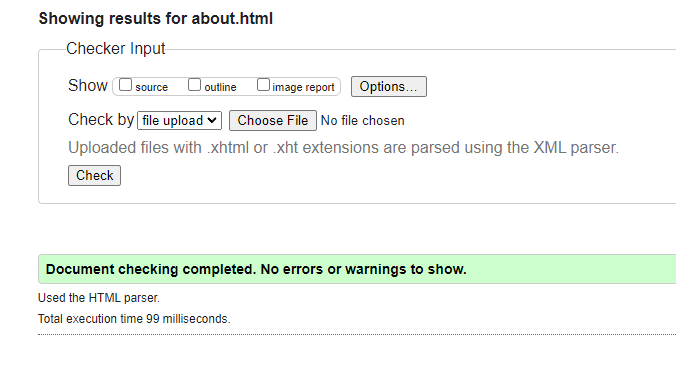 Showing results for about.html
Checker Input
Show source outline image report Options...
Check by file upload Choose File No file chosen
Uploaded files with .xhtml or .xht extensions are parsed using the XML parser.
Check
Document checking completed. No errors or warnings to show.
Used the HTML parser.
Total execution time 99 milliseconds.